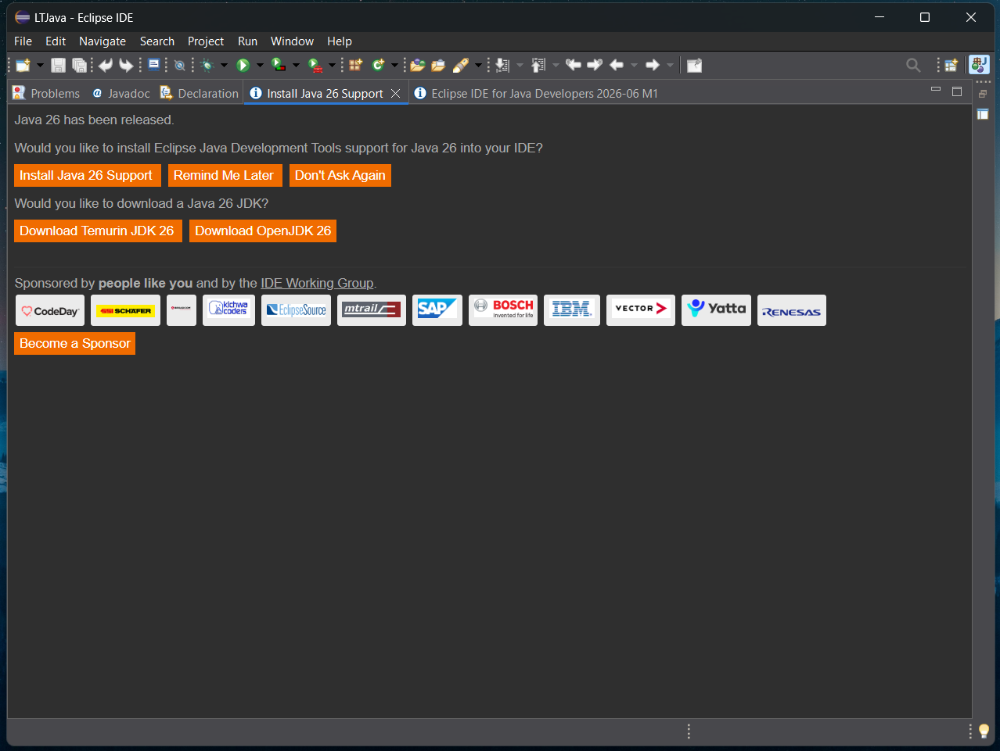 LTJava - Eclipse IDE
File Edit Navigate Search Project Run Window Help
Problems Javadoc Declaration Install Java 26 Support Eclipse IDE for Java Developers 2026-06 M1
Java 26 has been released.
Would you like to install Eclipse Java Development Tools support for Java 26 into your IDE?
Install Java 26 Support Remind Me Later Don't Ask Again
Would you like to download a Java 26 JDK?
Download Temurin JDK 26 Download OpenJDK 26
Sponsored by people like you and by the IDE Working Group.
CodeDay SSI SCHÄFER BROADCOM kichwa coders EclipseSource mtrail SAP BOSCH Invented for life IBM VECTOR Yatta RENESAS
Become a Sponsor